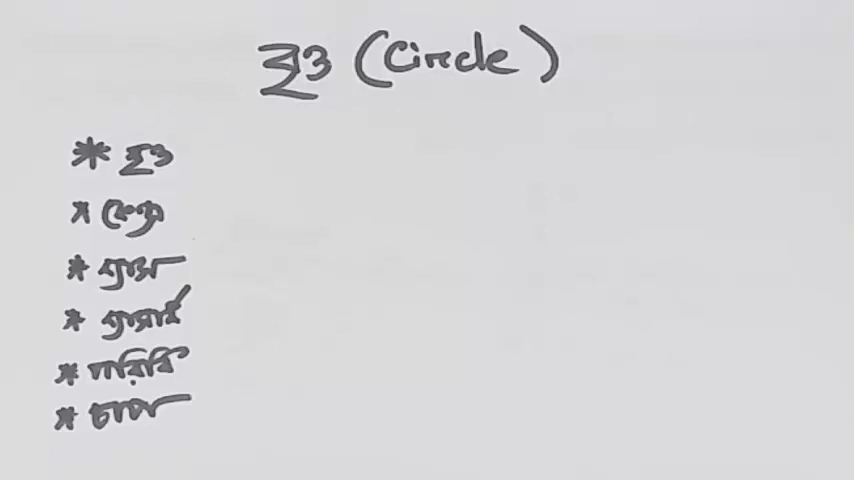 বৃত্ত (Circle)
* বৃত্ত
* কেন্দ্র
* ব্যাস
* ব্যাসার্ধ
* পরিধি
* চাপ